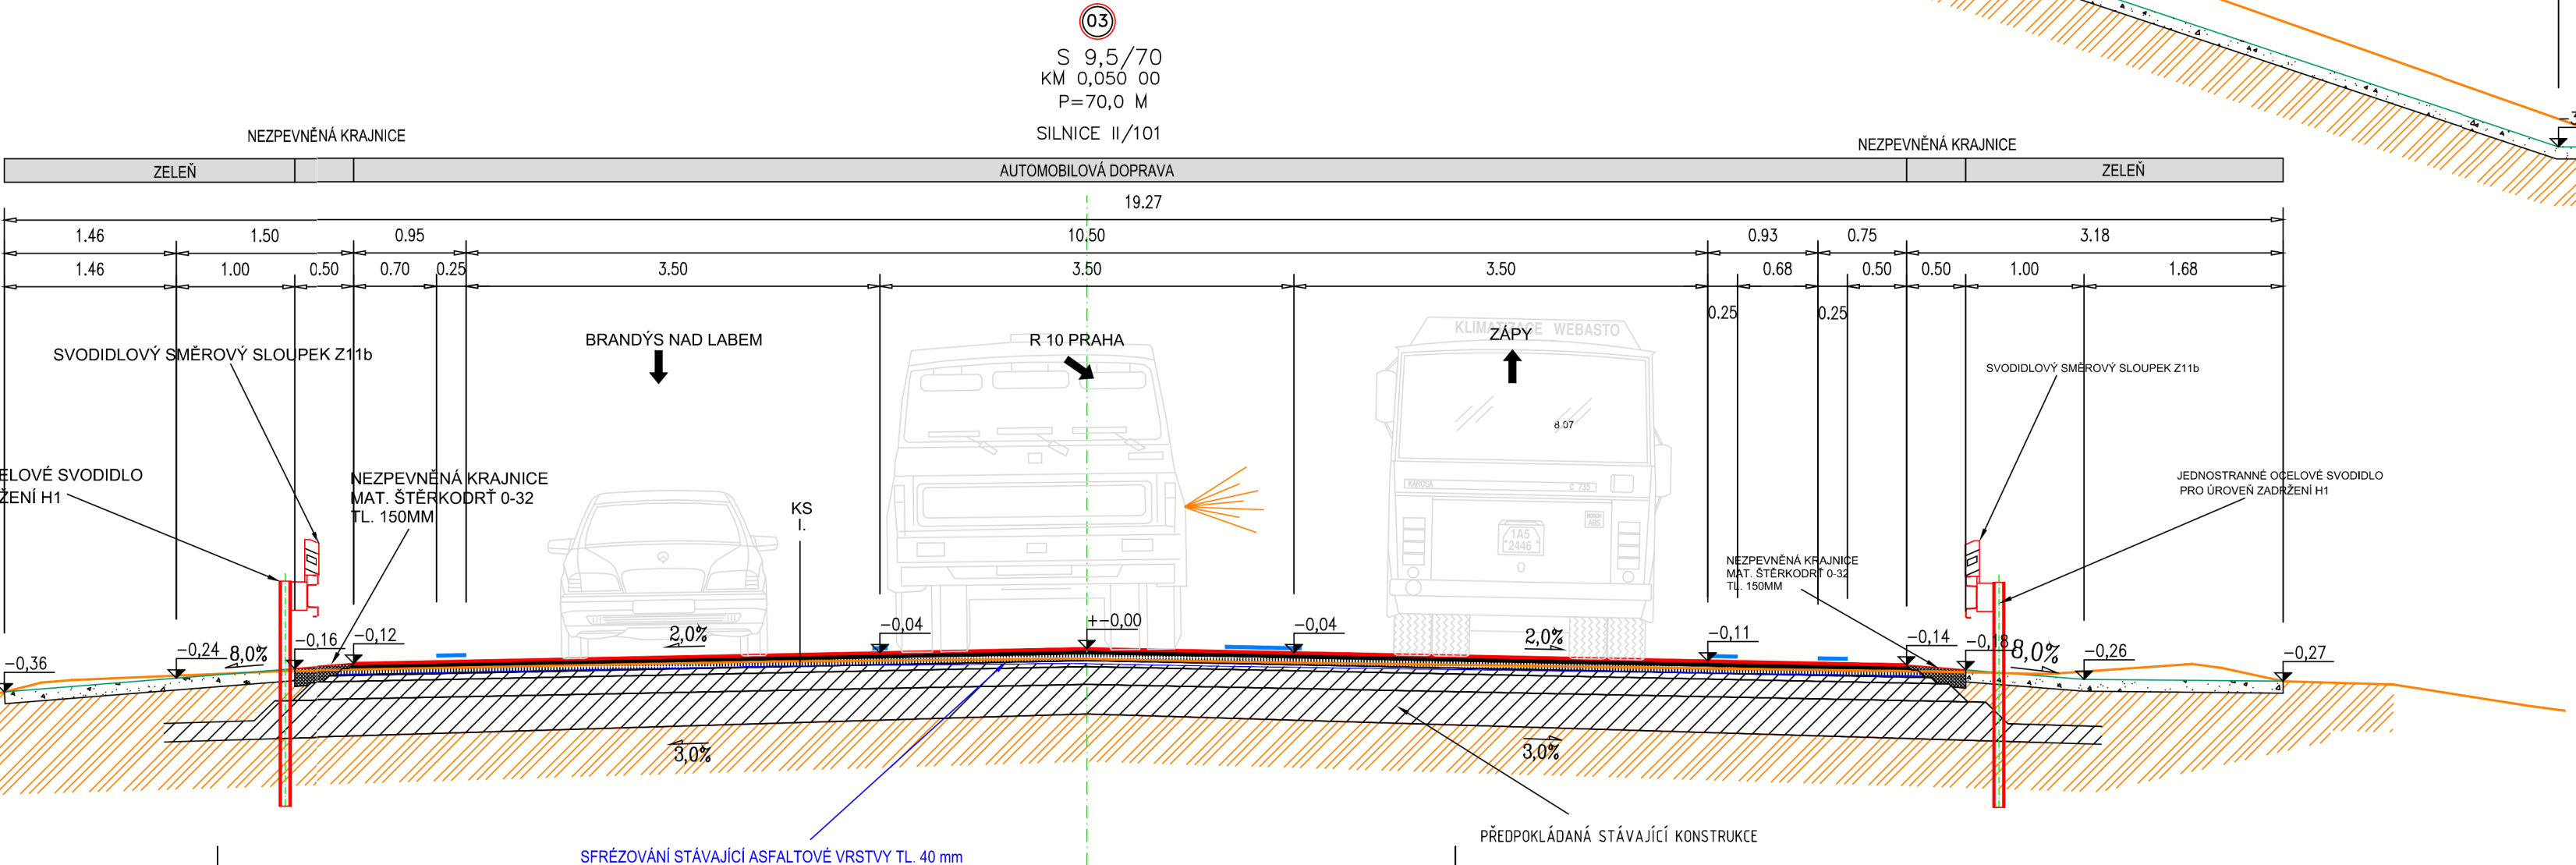 03
S 9,5/70
KM 0,050 00
P=70,0 M
SILNICE II/101
NEZPEVNĚNÁ KRAJNICE
NEZPEVNĚNÁ KRAJNICE
ZELEŇ
AUTOMOBILOVÁ DOPRAVA
ZELEŇ
19.27
1.46 1.50 0.95 10.50 0.93 0.75 3.18
1.46 1.00 0.50 0.70 0.25 3.50 3.50 3.50 0.68 0.50 0.50 1.00 1.68
0.25 0.25
KLIMATIZACE WEBASTO
BRANDÝS NAD LABEM
R 10 PRAHA
ZÁPY
SVODIDLOVÝ SMĚROVÝ SLOUPEK Z11b
SVODIDLOVÝ SMĚROVÝ SLOUPEK Z11b
8.07
ELOVÉ SVODIDLO
ŽENÍ H1
NEZPEVNĚNÁ KRAJNICE
MAT. ŠTĚRKODRŤ 0-32
TL. 150MM
KS
I.
KAROSA
C 735
1A5
2446
JEDNOSTRANNÉ OCELOVÉ SVODIDLO
PRO ÚROVEŇ ZADRŽENÍ H1
NEZPEVNĚNÁ KRAJNICE
MAT. ŠTĚRKODRŤ 0-32
TL. 150MM
-0,36
-0,24
8,0%
-0,16
-0,12
2,0%
-0,04
+-0,00
-0,04
2,0%
-0,11
-0,14
-0,18
8,0%
-0,26
-0,27
3,0%
3,0%
PŘEDPOKLÁDANÁ STÁVAJÍCÍ KONSTRUKCE
SFRÉZOVÁNÍ STÁVAJÍCÍ ASFALTOVÉ VRSTVY TL. 40 mm